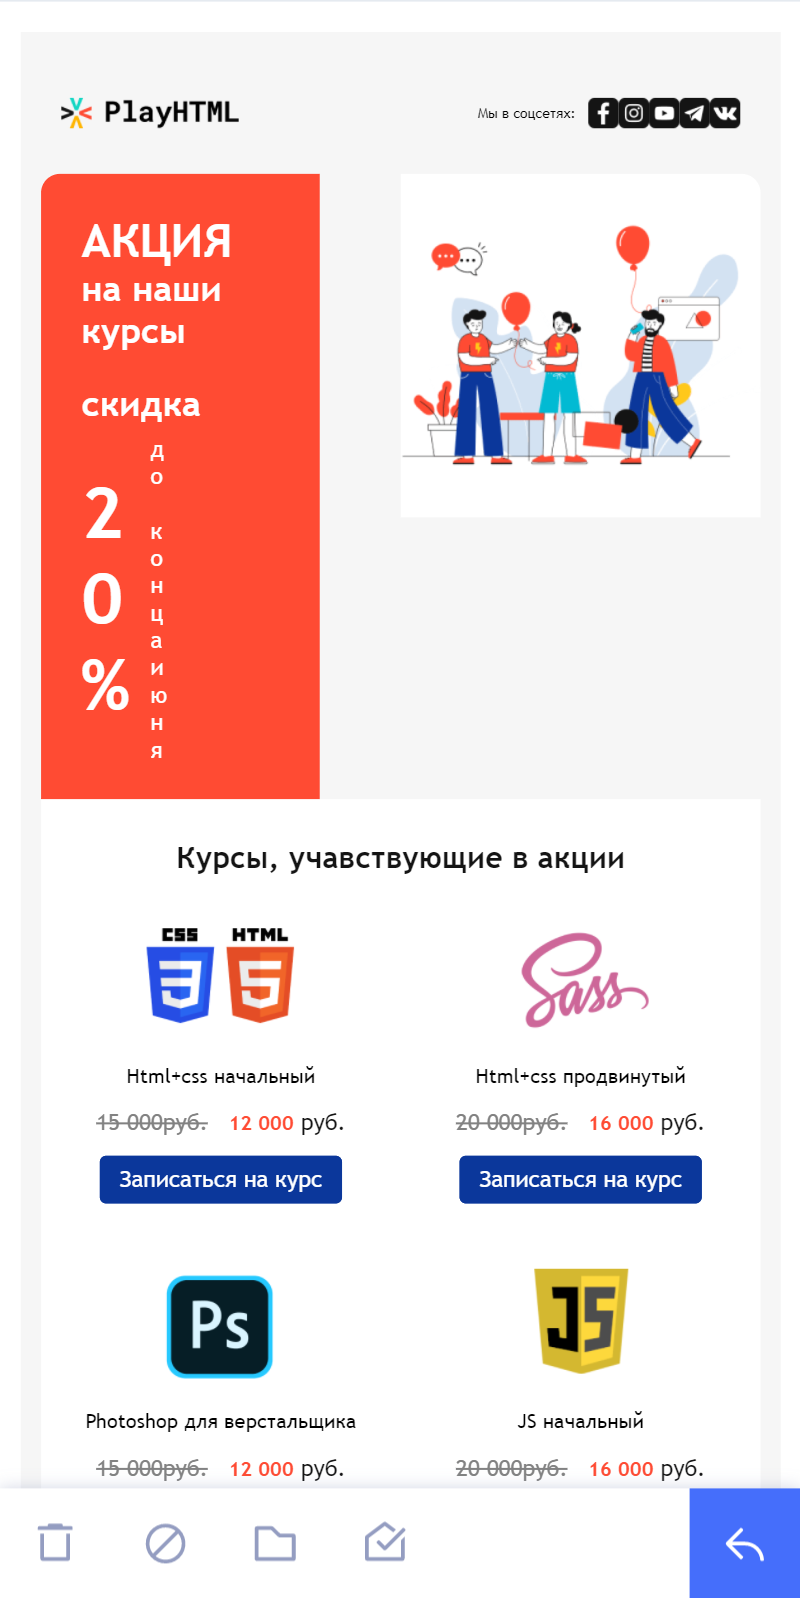 PlayHTML
Мы в соцсетях:
АКЦИЯ
на наши
курсы
скидка
20%
до
конца июня
Курсы, учавствующие в акции
CSS HTML
3 5
Sass
Html+css начальный
Html+css продвинутый
15 000руб. 12 000 руб.
20 000руб. 16 000 руб.
Записаться на курс
Записаться на курс
Ps
JS
Photoshop для верстальщика
JS начальный
15 000руб. 12 000 руб.
20 000руб. 16 000 руб.